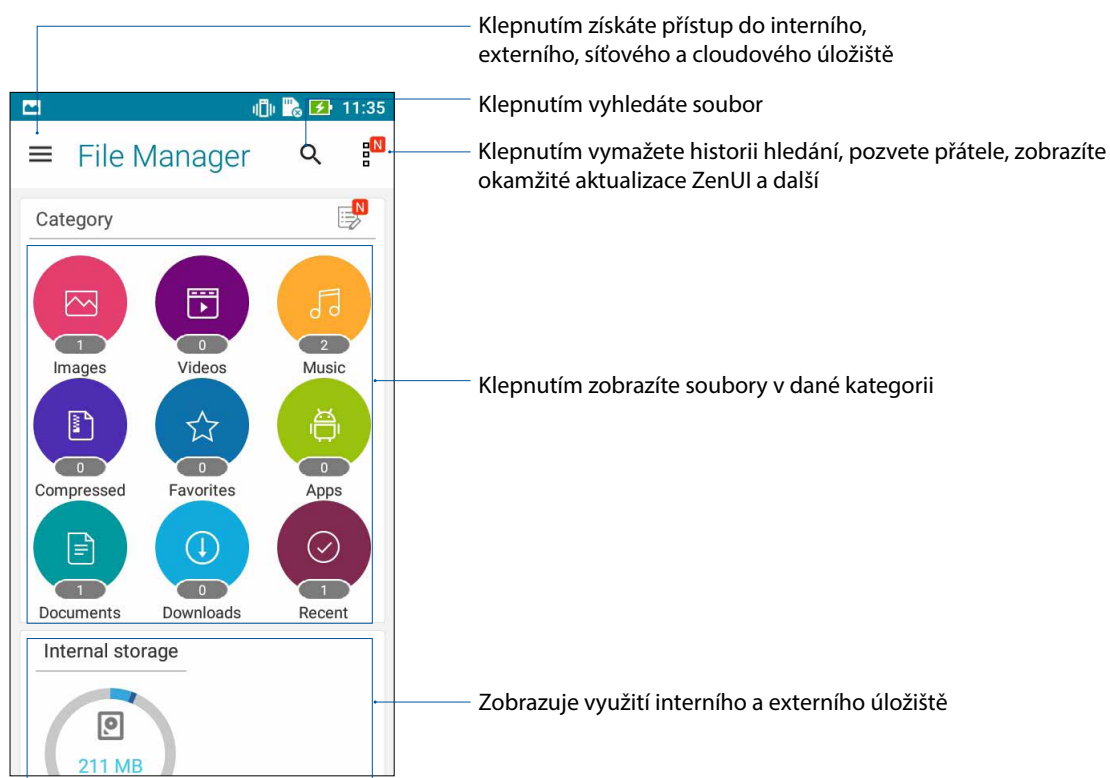 Klepnutím získáte přístup do interního,
externího, síťového a cloudového úložiště
11:35
Klepnutím vyhledáte soubor
File Manager
N
Klepnutím vymažete historii hledání, pozvete přátele, zobrazíte
okamžité aktualizace ZenUI a další
Category
N
1
0
2
Images
Videos
Music
Klepnutím zobrazíte soubory v dané kategorii
0
0
0
Compressed
Favorites
Apps
1
0
1
Documents
Downloads
Recent
Internal storage
Zobrazuje využití interního a externího úložiště
211 MB